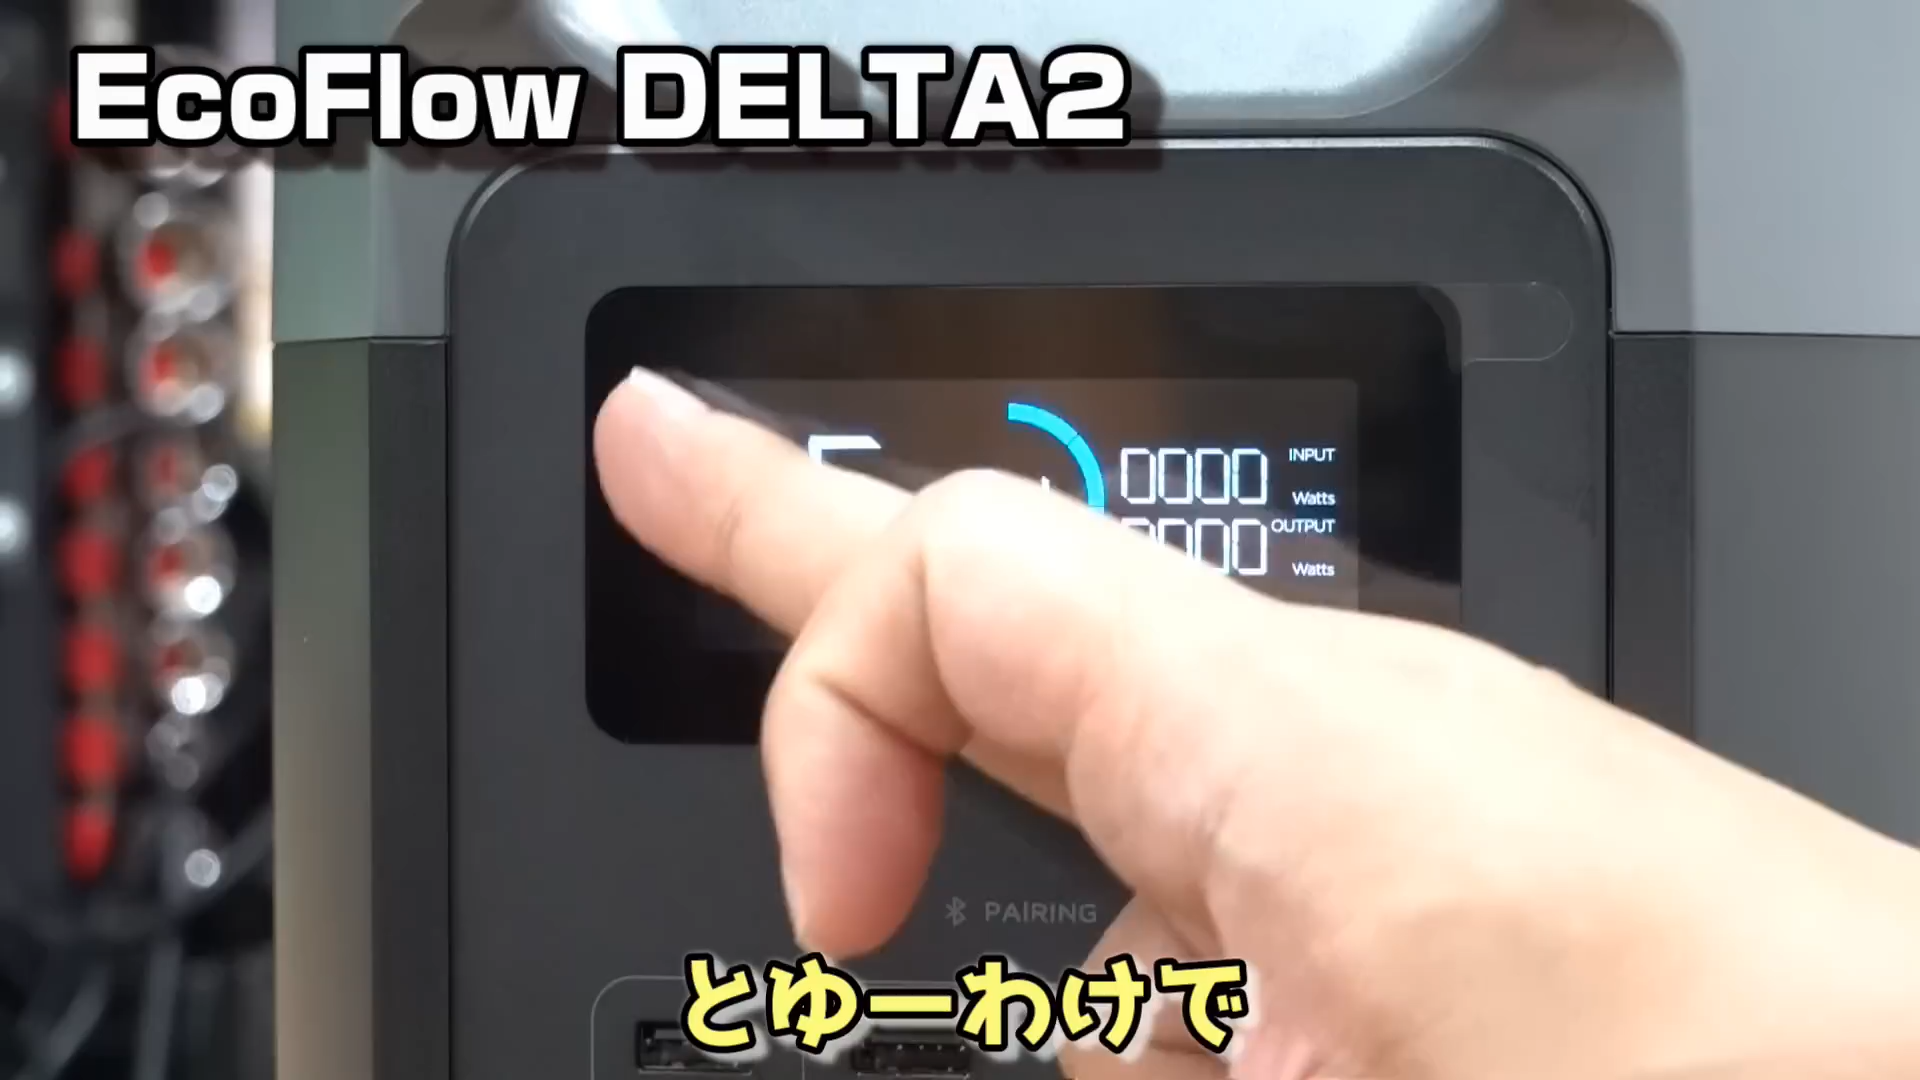 EcoFlow DELTA2
0000 INPUT
Watts
OUTPUT
Watts
PAIRING
とゆーわけで